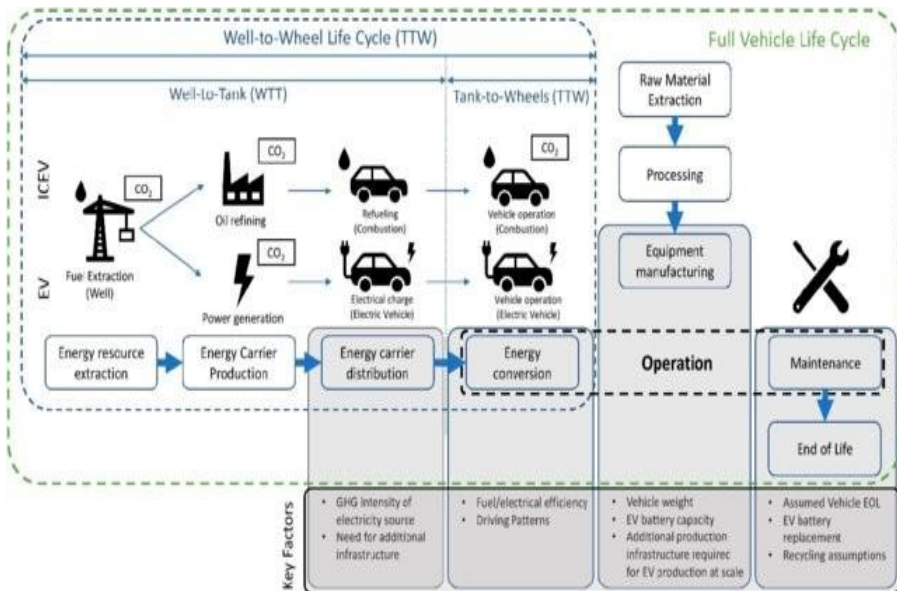 Well-to-Wheel Life Cycle (TTW)
Full Vehicle Life Cycle
Well-to-Tank (WTT)
Tank-to-Wheels (TTW)
Raw Material
Extraction
Processing
Equipment
manufacturing
ICEV
EV
CO2
Fuel Extraction
(Well)
CO2
Oil refining
Refueling
(Combustion)
CO2
Vehicle operation
(Combustion)
CO2
Power generation
Electrical charge
(Electric Vehicle)
Vehicle operation
(Electric Vehicle)
Energy resource
extraction
Energy Carrier
Production
Energy carrier
distribution
Energy
conversion
Operation
Maintenance
End of Life
Key Factors
• GHG Intensity of
electricity source
• Need for additional
infrastructure
• Fuel/electrical efficiency
• Driving Patterns
• Vehicle weight
• EV battery capacity
• Additional production
infrastructure required
for EV production at scale
• Assumed Vehicle EOL
• EV battery
replacement
• Recycling assumptions